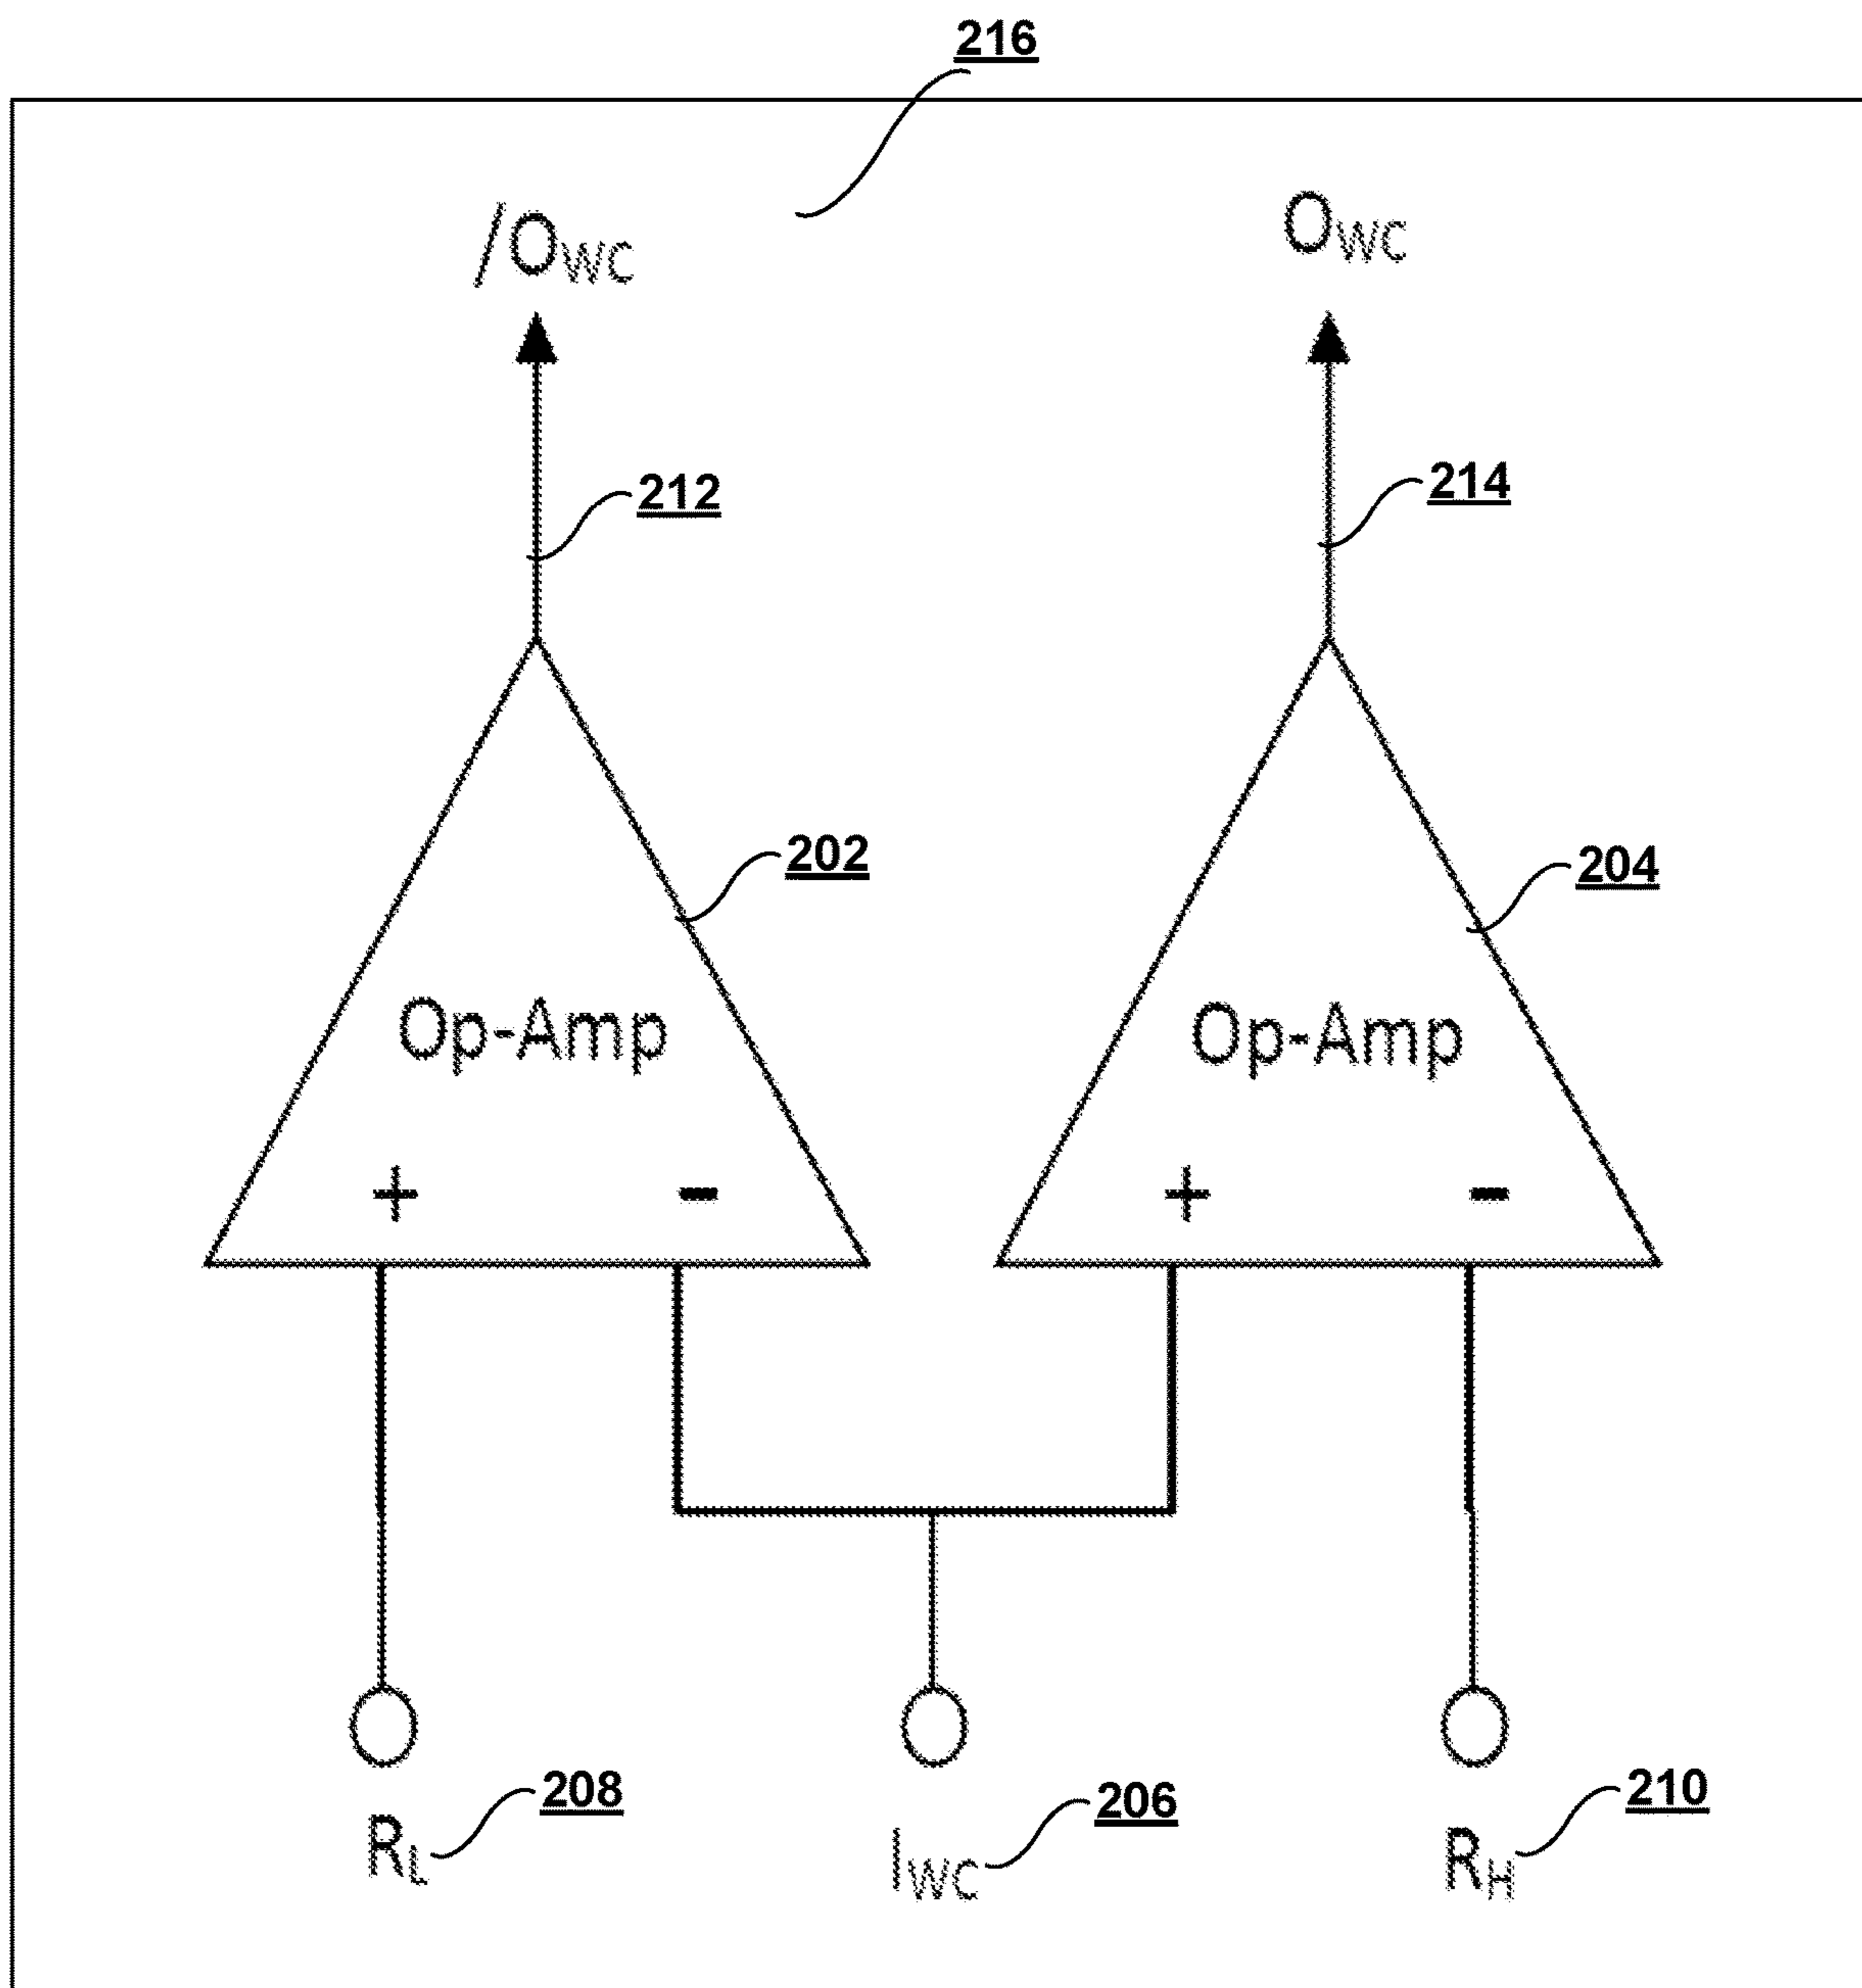 216
/OWC
OWC
212
214
202
204
Op-Amp
Op-Amp
+
-
+
-
208
206
210
RL
IWC
RH